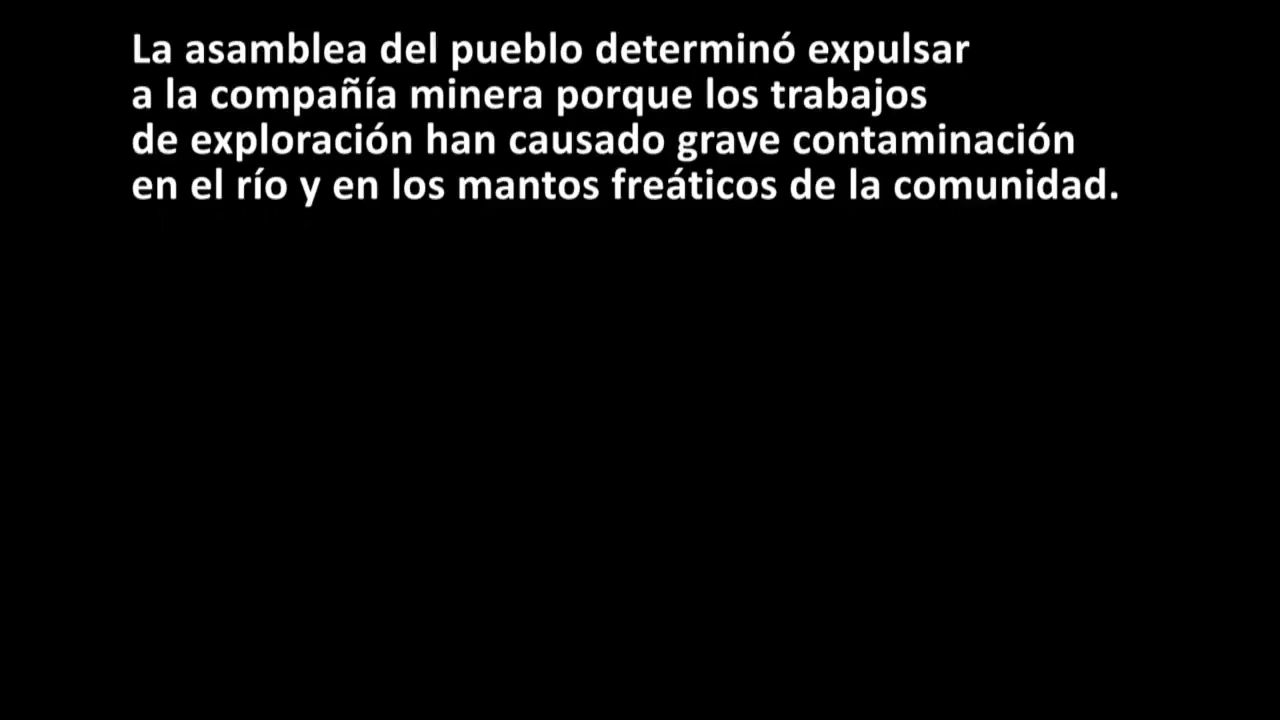 La asamblea del pueblo determinó expulsar
a la compañía minera porque los trabajos
de exploración han causado grave contaminación
en el río y en los mantos freáticos de la comunidad.